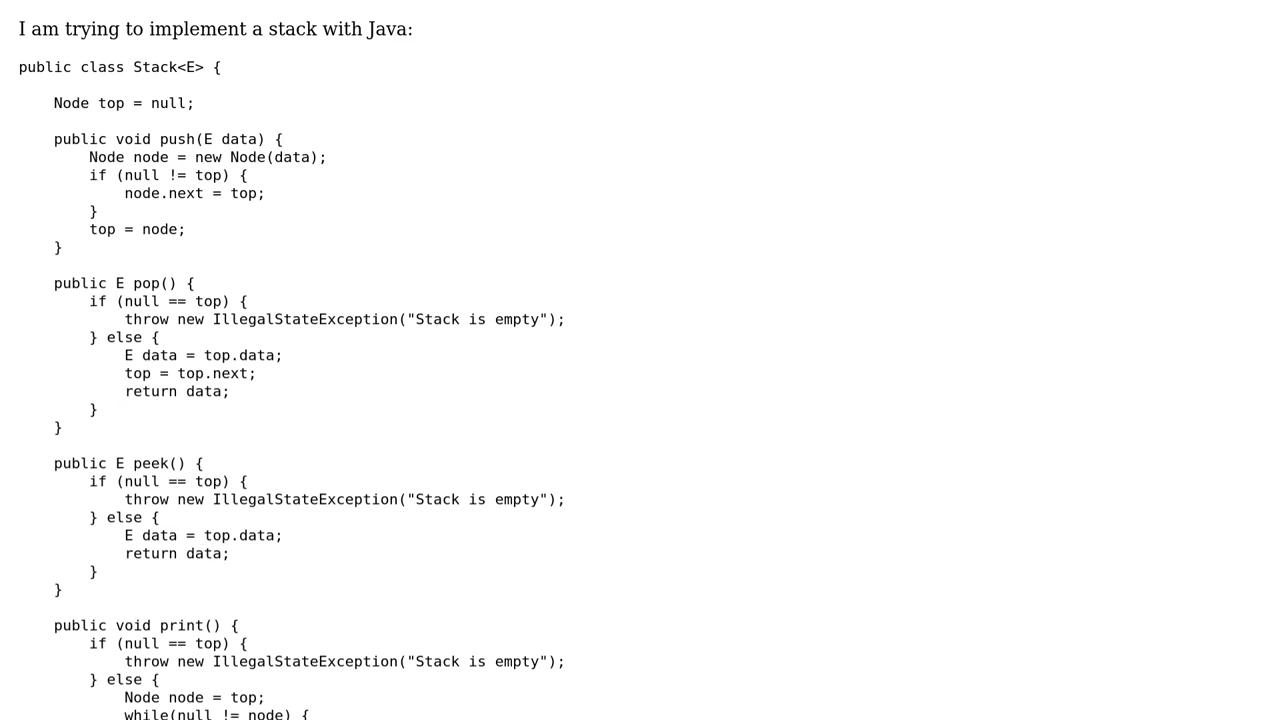 I am trying to implement a stack with Java:
public class Stack<E> {
    Node top = null;
    public void push(E data) {
        Node node = new Node(data);
        if (null != top) {
            node.next = top;
        }
        top = node;
    }
    public E pop() {
        if (null == top) {
            throw new IllegalStateException("Stack is empty");
        } else {
            E data = top.data;
            top = top.next;
            return data;
        }
    }
    public E peek() {
        if (null == top) {
            throw new IllegalStateException("Stack is empty");
        } else {
            E data = top.data;
            return data;
        }
    }
    public void print() {
        if (null == top) {
            throw new IllegalStateException("Stack is empty");
        } else {
            Node node = top;
            while(null != node) {